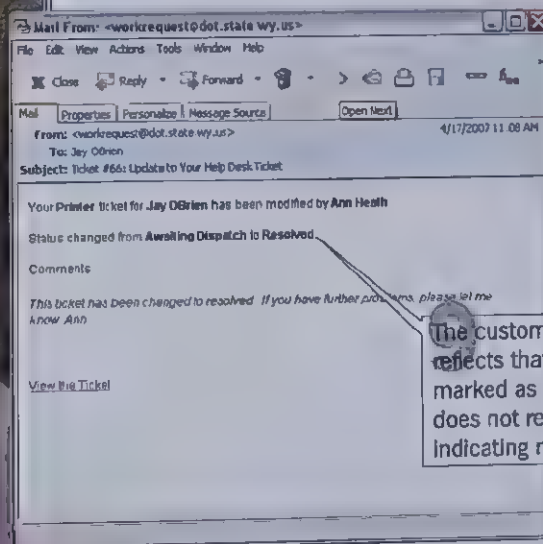 Mail From: <workrequest@dot.state.wy.us>
File Edit View Actions Tools Window Help
Close Reply Forward
Mail Properties Personalize Message Source Open Next
From: <workrequest@dot.state.wy.us> 4/17/2007 11:08 AM
To: Jay OBrien
Subject: Ticket #66: Update to Your Help Desk Ticket
Your Printer ticket for Jay OBrien has been modified by Ann Heath
Status changed from Awaiting Dispatch to Resolved.
Comments
This ticket has been changed to resolved. If you have further problems, please let me
know. Ann
View the Ticket
The custom
reflects tha
marked as
does not re
indicating